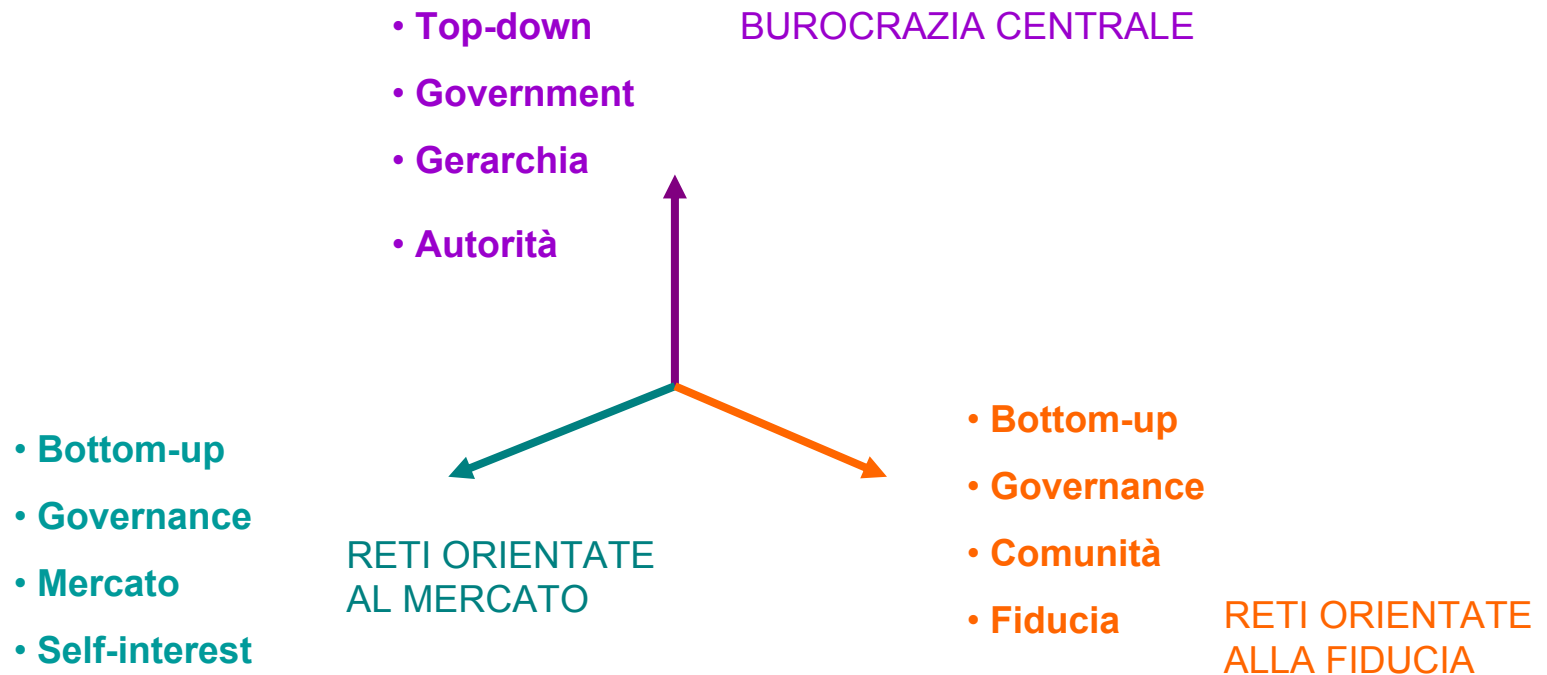 • Top-down
BUROCRAZIA CENTRALE
• Government
• Gerarchia
• Autorità
• Bottom-up
• Governance
• Mercato
• Self-interest
RETI ORIENTATE
AL MERCATO
• Bottom-up
• Governance
• Comunità
• Fiducia
RETI ORIENTATE
ALLA FIDUCIA